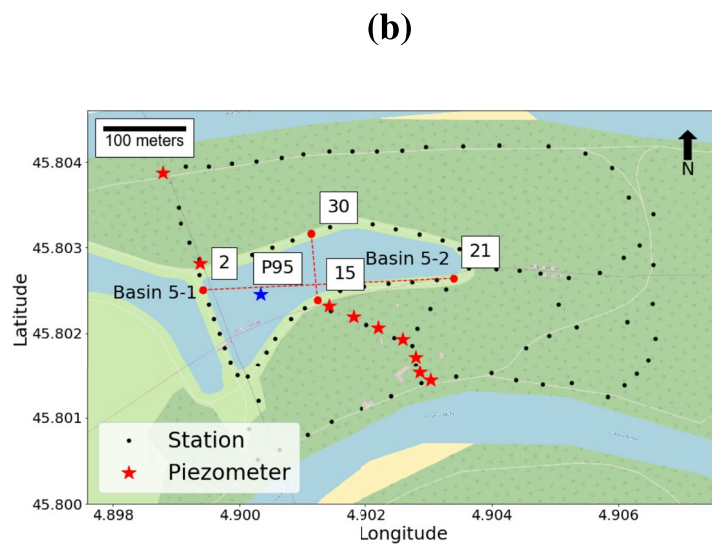 (b)
100 meters
N
30
2
P95
15
Basin 5-2
21
Basin 5-1
45.804
45.803
45.802
45.801
45.800
Latitude
Station
Piezometer
4.898
4.900
4.902
4.904
4.906
Longitude